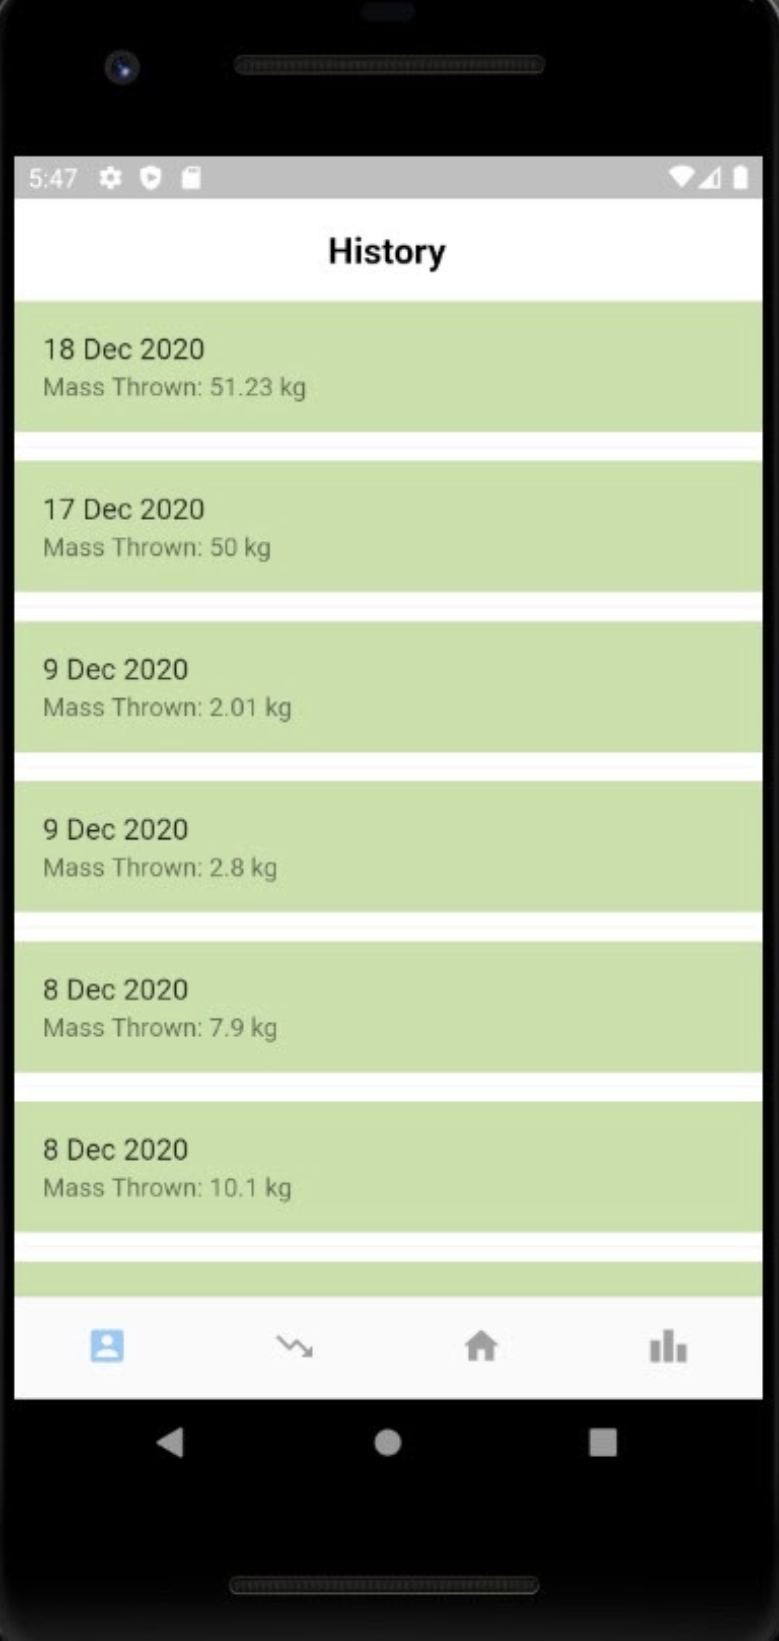 5:47
History
18 Dec 2020
Mass Thrown: 51.23 kg
17 Dec 2020
Mass Thrown: 50 kg
9 Dec 2020
Mass Thrown: 2.01 kg
9 Dec 2020
Mass Thrown: 2.8 kg
8 Dec 2020
Mass Thrown: 7.9 kg
8 Dec 2020
Mass Thrown: 10.1 kg